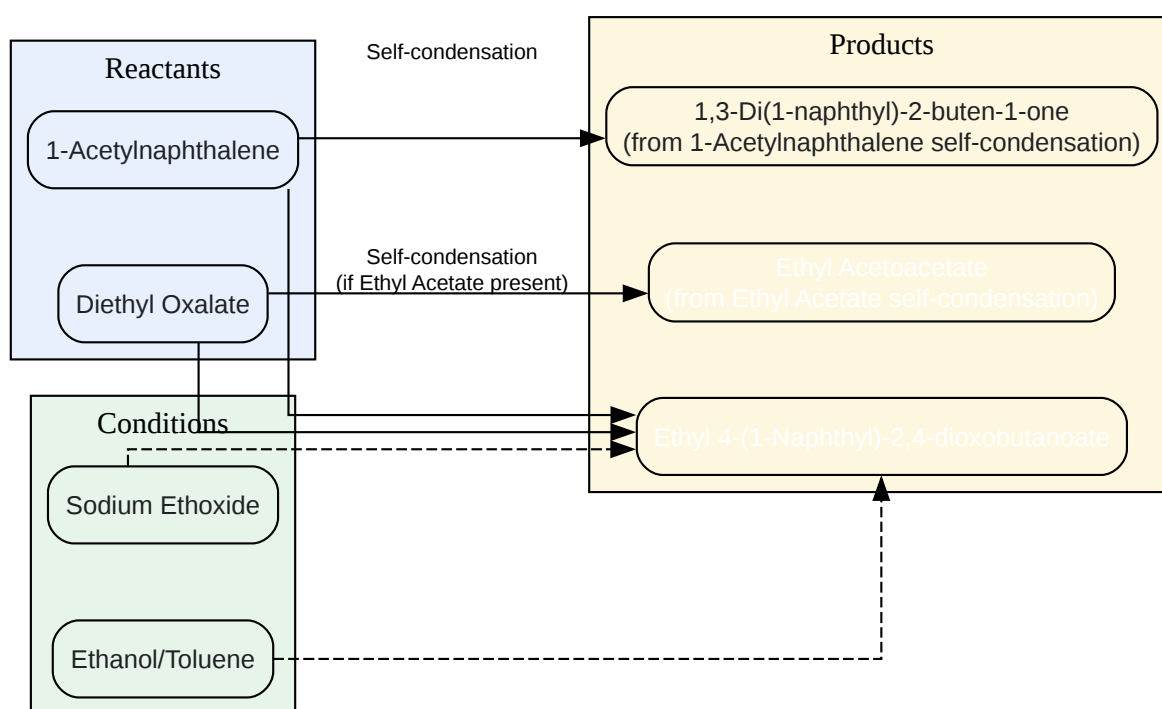 Reactants
1-Acetylnaphthalene
Diethyl Oxalate
Conditions
Sodium Ethoxide
Ethanol/Toluene
Self-condensation
Self-condensation
(if Ethyl Acetate present)
Products
1,3-Di(1-naphthyl)-2-buten-1-one
(from 1-Acetylnaphthalene self-condensation)
Ethyl Acetoacetate
(from Ethyl Acetate self-condensation)
Ethyl 4-(1-Naphthyl)-2,4-dioxobutanoate